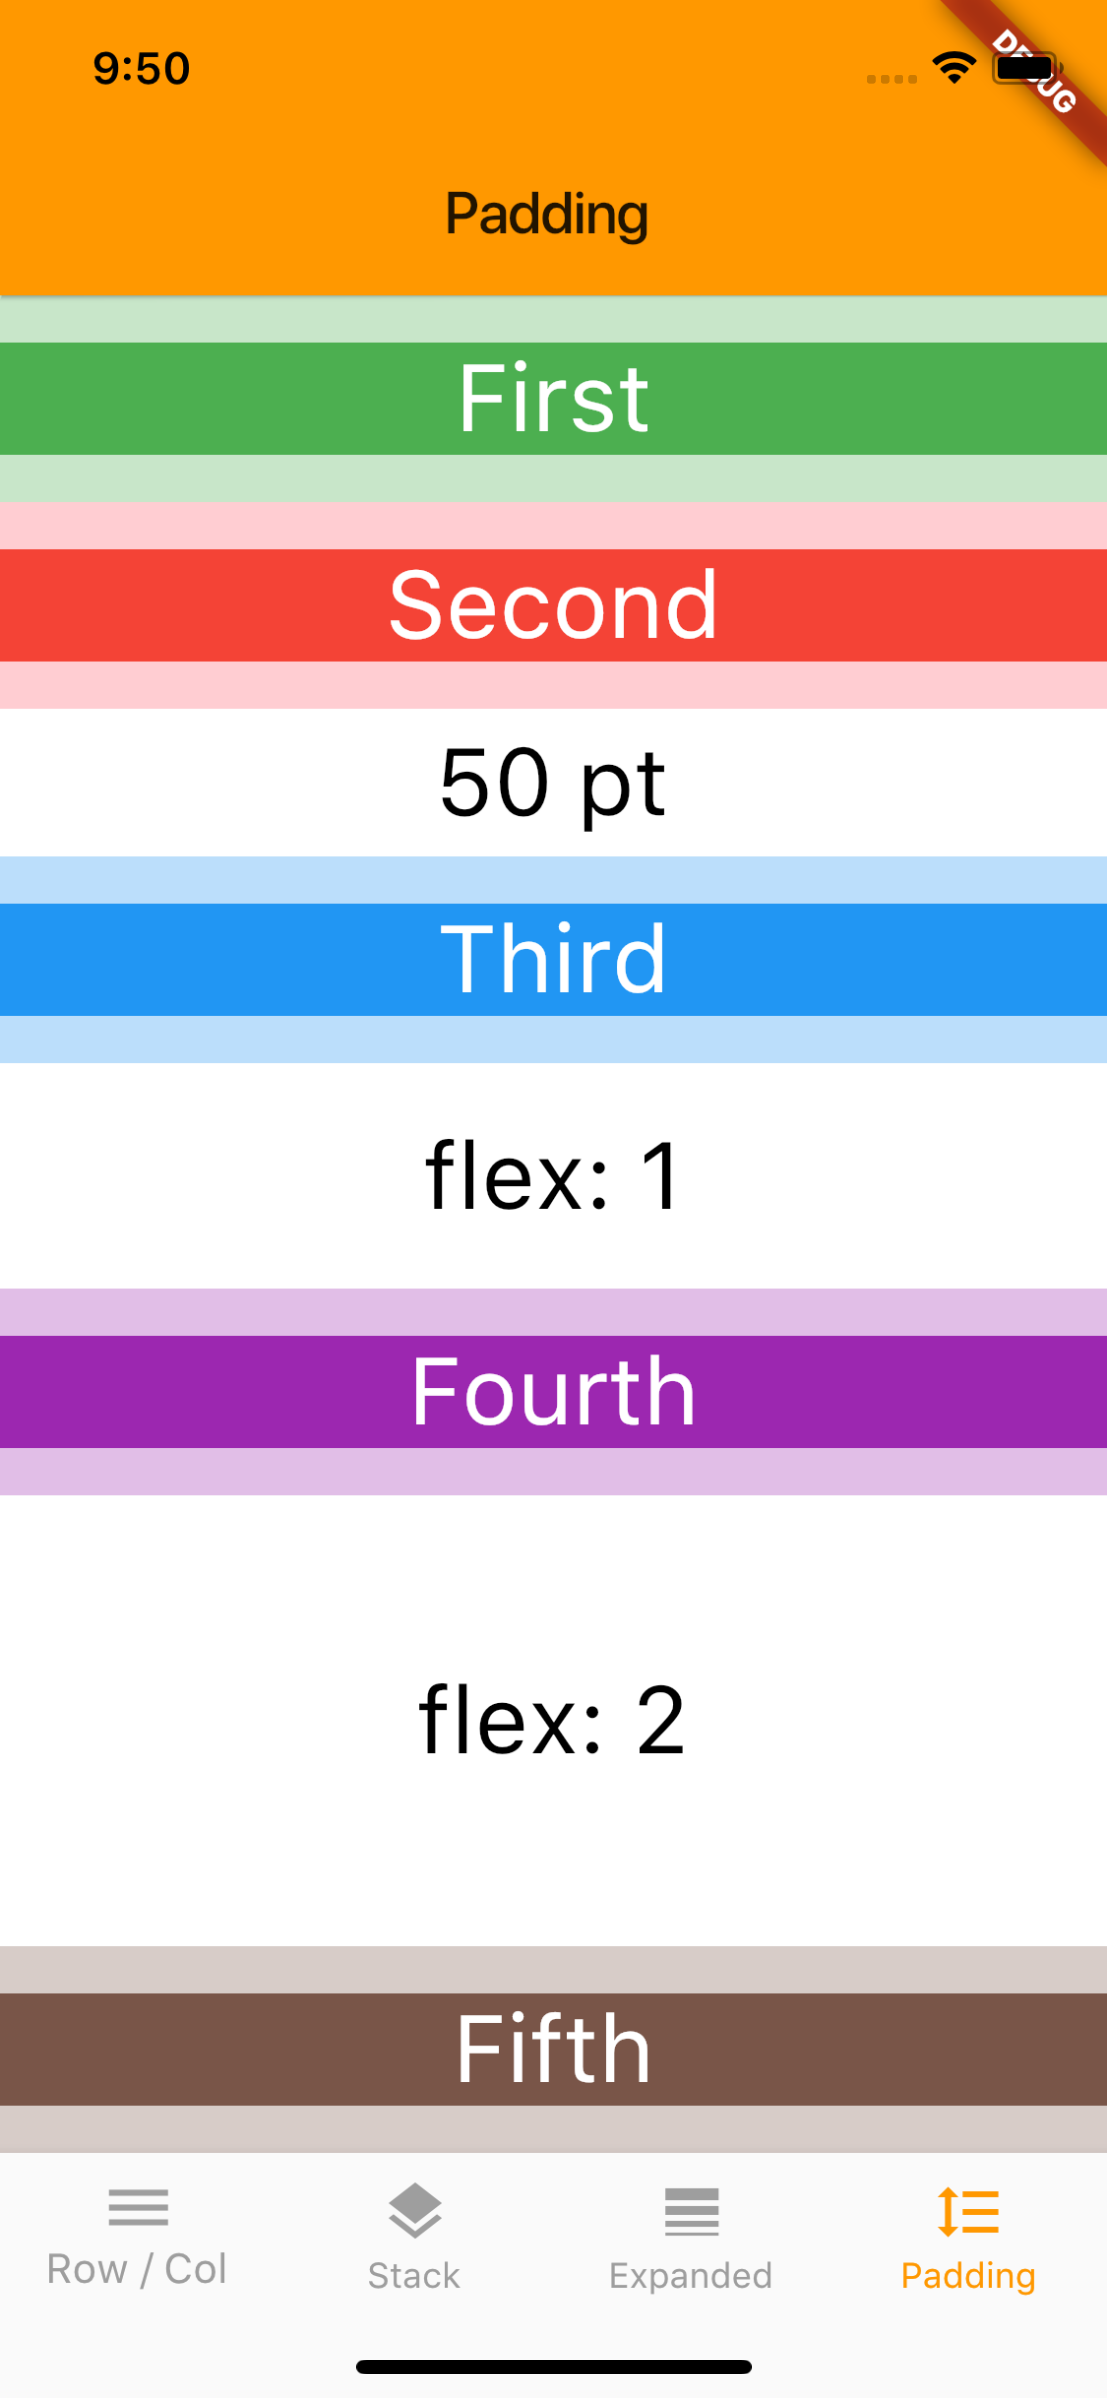 9:50
DEBUG
Padding
First
Second
50 pt
Third
flex: 1
Fourth
flex: 2
Fifth
Row / Col
Stack
Expanded
Padding